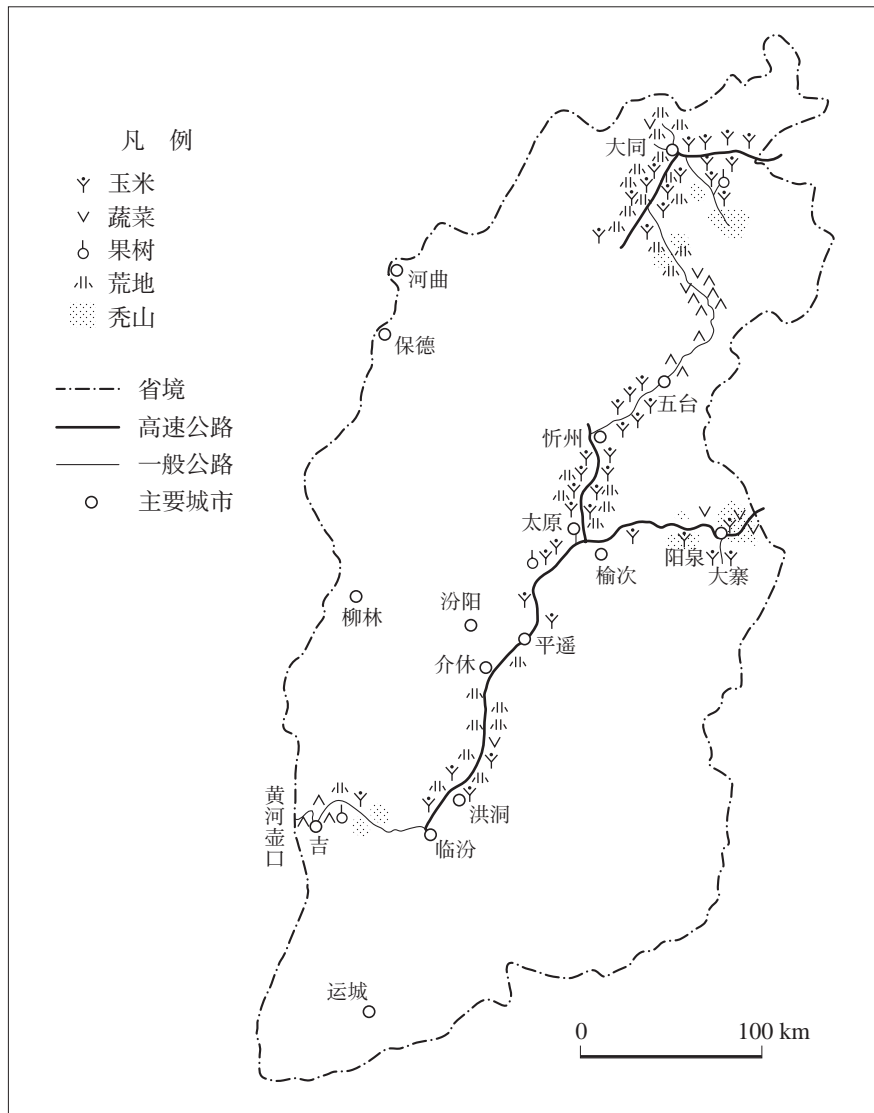 凡 例
玉米
蔬菜
果树
荒地
秃山
省境
高速公路
一般公路
主要城市
大同
河曲
保德
五台
忻州
太原
榆次
阳泉
大寨
柳林
汾阳
平遥
介休
黄河壶口
吉
洪洞
临汾
运城
0 100 km